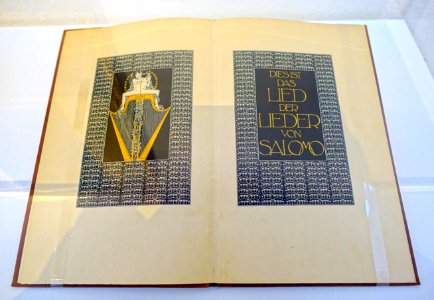 DIES IST
DAS
LIED
DER
LIEDER
VON
SALOMO